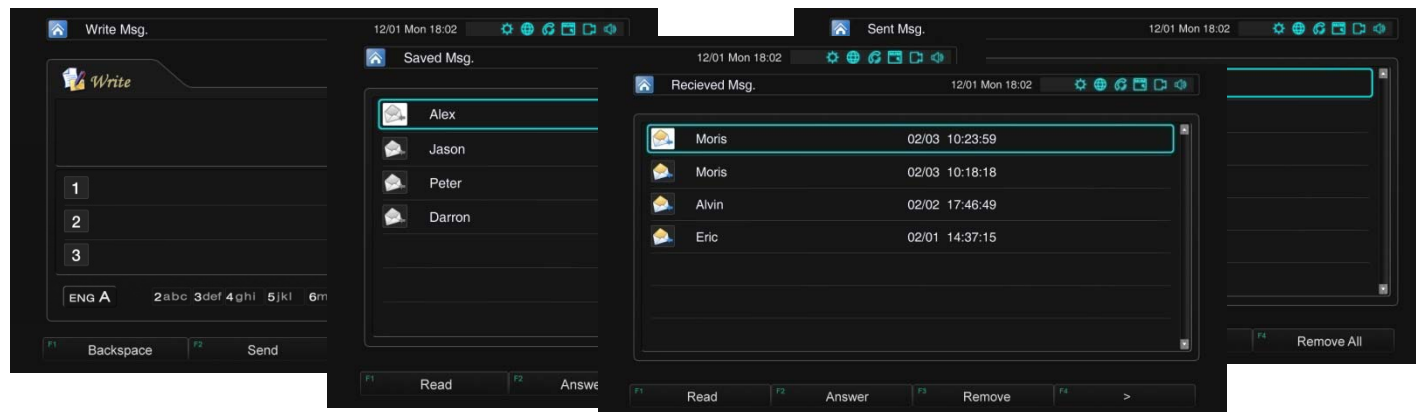 Write Msg.
12/01 Mon 18:02
Write
1
2
3
ENG A 2abc 3def 4ghi 5jkl 6m
F1 Backspace F2 Send
Saved Msg.
12/01 Mon 18:02
Alex
Jason
Peter
Darron
F1 Read F2 Answe
Recieved Msg. 12/01 Mon 18:02
Moris 02/03 10:23:59
Moris 02/03 10:18:18
Alvin 02/02 17:46:49
Eric 02/01 14:37:15
F1 Read F2 Answer F3 Remove F4 >
Sent Msg. 12/01 Mon 18:02
F4 Remove All